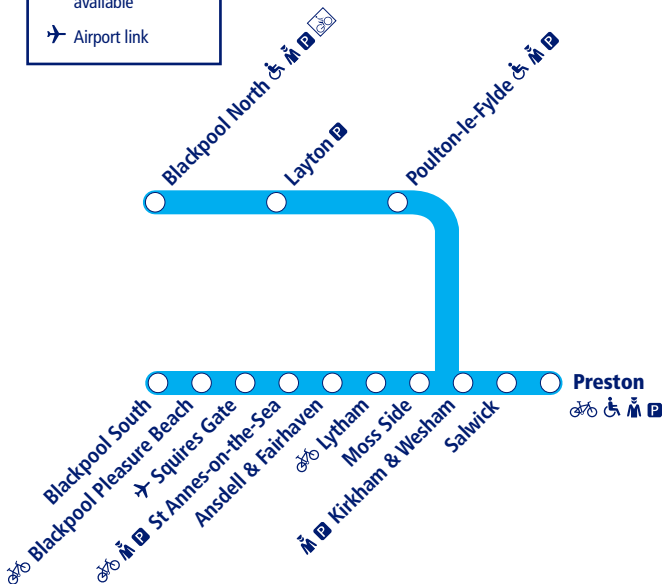 available
Airport link
Blackpool North P
Layton P
Poulton-le-Fylde P
Preston
P
Blackpool South
Blackpool Pleasure Beach
Squires Gate
P St Annes-on-the-Sea
Ansdell & Fairhaven
Lytham
Moss Side
P Kirkham & Wesham
Salwick